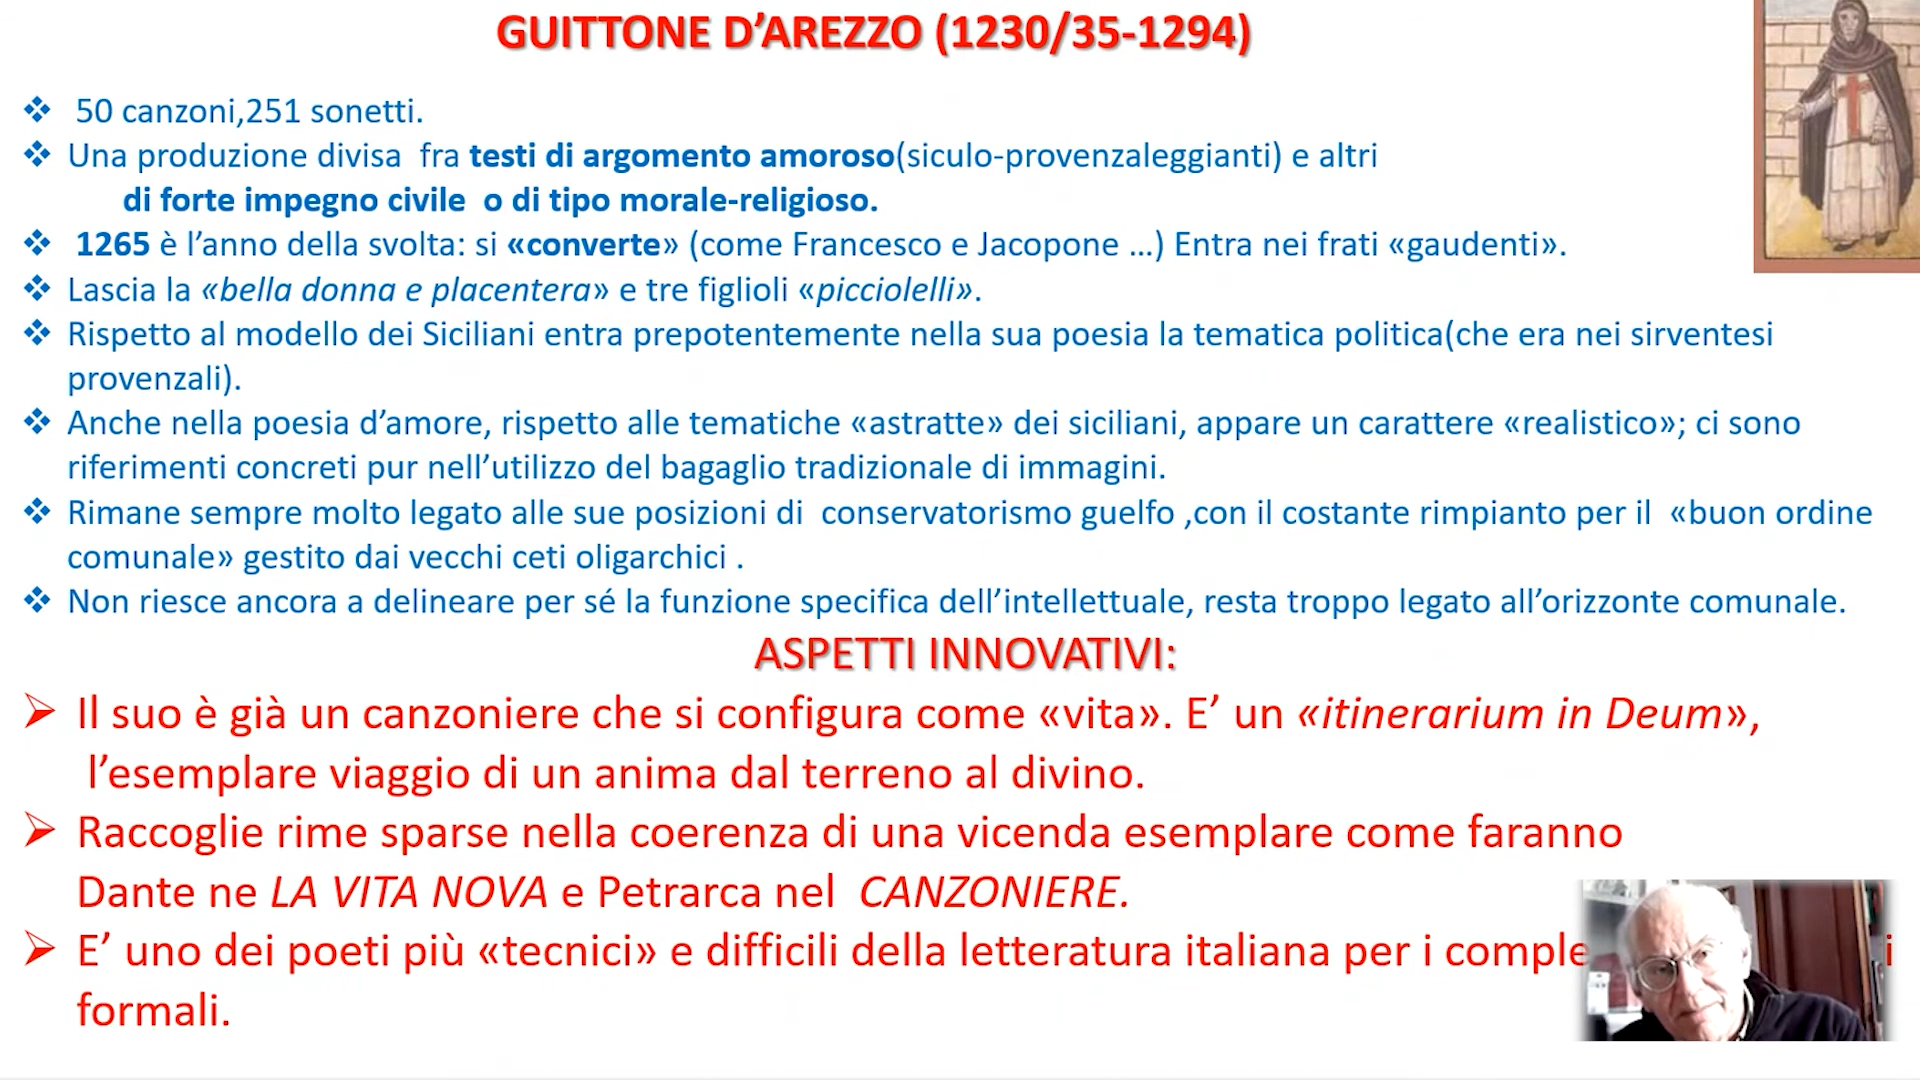 GUITTONE D’AREZZO (1230/35-1294)
❖ 50 canzoni,251 sonetti.
❖ Una produzione divisa fra testi di argomento amoroso(siculo-provenzaleggianti) e altri
di forte impegno civile o di tipo morale-religioso.
❖ 1265 è l’anno della svolta: si «converte» (come Francesco e Jacopone ...) Entra nei frati «gaudenti».
❖ Lascia la «bella donna e placentera» e tre figlioli «picciolelli».
❖ Rispetto al modello dei Siciliani entra prepotentemente nella sua poesia la tematica politica(che era nei sirventesi
provenzali).
❖ Anche nella poesia d’amore, rispetto alle tematiche «astratte» dei siciliani, appare un carattere «realistico»; ci sono
riferimenti concreti pur nell’utilizzo del bagaglio tradizionale di immagini.
❖ Rimane sempre molto legato alle sue posizioni di conservatorismo guelfo ,con il costante rimpianto per il «buon ordine
comunale» gestito dai vecchi ceti oligarchici .
❖ Non riesce ancora a delineare per sé la funzione specifica dell’intellettuale, resta troppo legato all’orizzonte comunale.
ASPETTI INNOVATIVI:
➢ Il suo è già un canzoniere che si configura come «vita». E’ un «itinerarium in Deum»,
l’esemplare viaggio di un anima dal terreno al divino.
➢ Raccoglie rime sparse nella coerenza di una vicenda esemplare come faranno
Dante ne LA VITA NOVA e Petrarca nel CANZONIERE.
➢ E’ uno dei poeti più «tecnici» e difficili della letteratura italiana per i
formali.